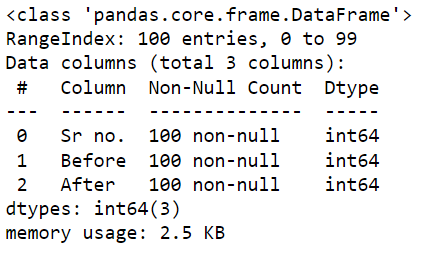 <class 'pandas.core.frame.DataFrame'>
RangeIndex: 100 entries, 0 to 99
Data columns (total 3 columns):
 #   Column  Non-Null Count  Dtype
---  ------  --------------  -----
 0   Sr no.  100 non-null    int64
 1   Before  100 non-null    int64
 2   After   100 non-null    int64
dtypes: int64(3)
memory usage: 2.5 KB